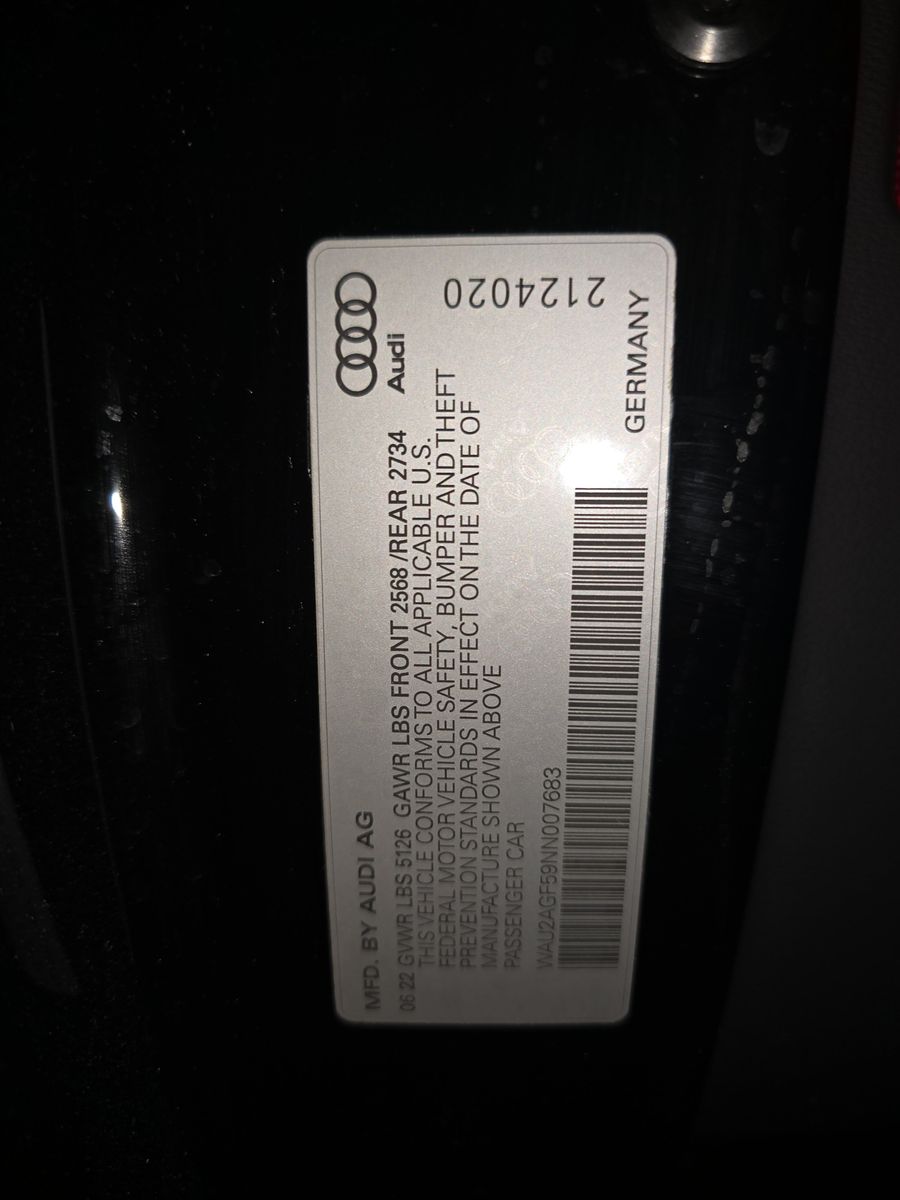 MFD. BY AUDI AG
Audi
06 22 GVWR LBS 5126 GAWR LBS FRONT 2568 /REAR 2734
THIS VEHICLE CONFORMS TO ALL APPLICABLE U.S.
FEDERAL MOTOR VEHICLE SAFETY, BUMPER AND THEFT
PREVENTION STANDARDS IN EFFECT ON THE DATE OF
MANUFACTURE SHOWN ABOVE
PASSENGER CAR
2124020
WAU2AGF59NN007683
GERMANY